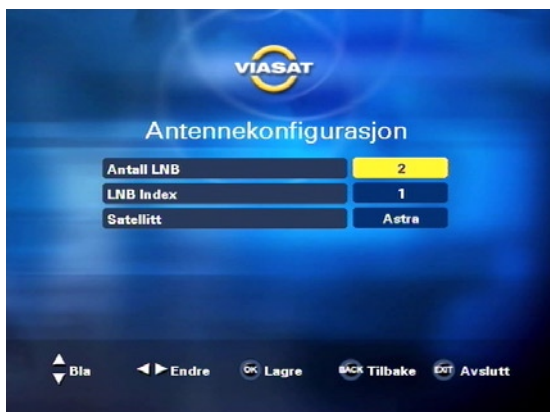 VIASAT
Antennekonfigurasjon
Antall LNB 2
LNB Index 1
Satellitt Astra
Bla Endre OK Lagre BACK Tilbake EXIT Avslutt